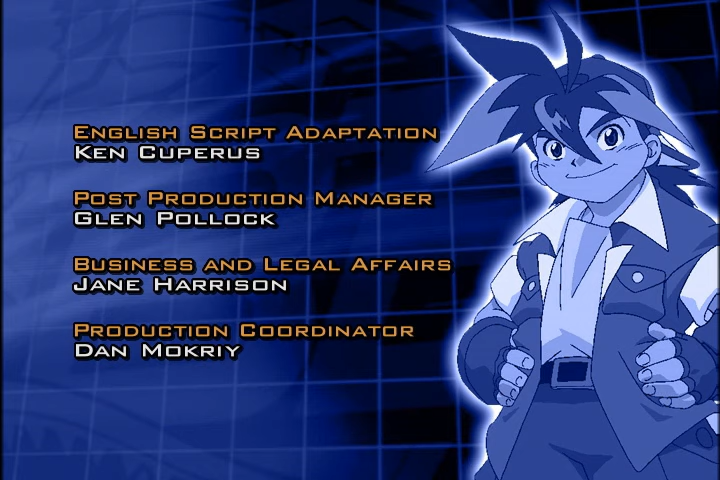 English Script Adaptation
Ken Cuperus
Post Production Manager
Glen Pollock
Business and Legal Affairs
Jane Harrison
Production Coordinator
Dan Mokriy